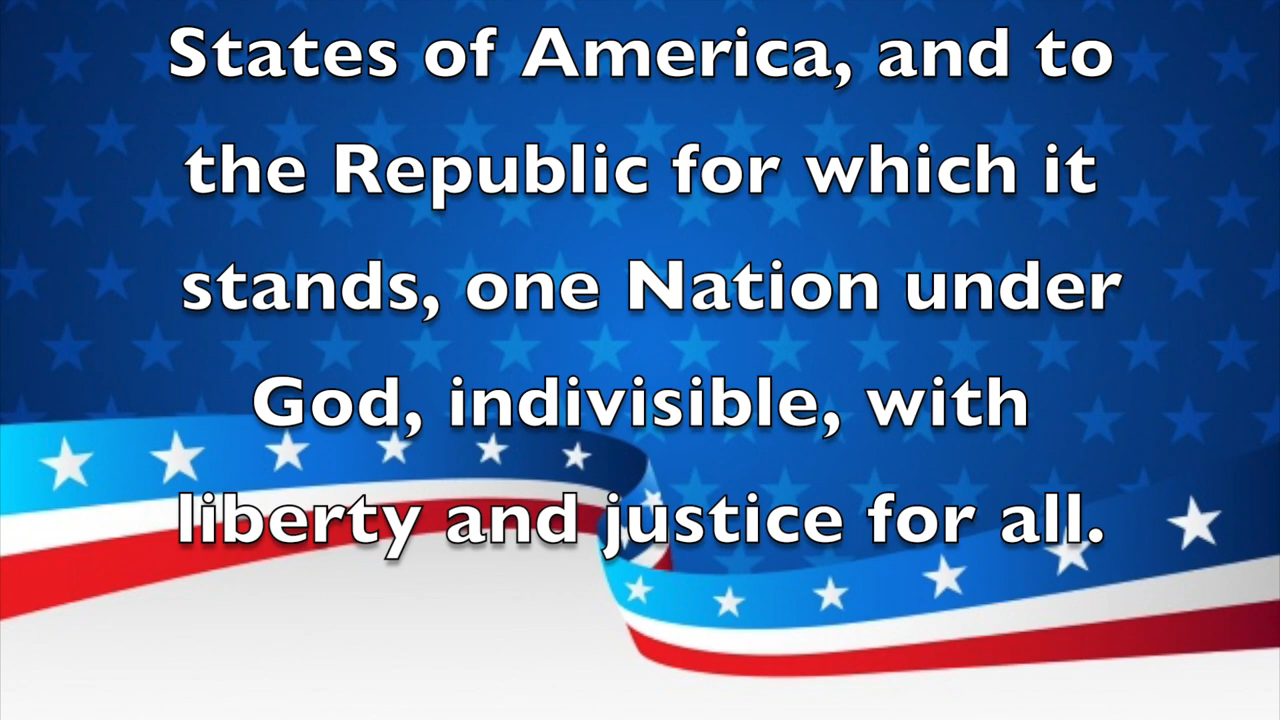 States of America, and to
the Republic for which it
stands, one Nation under
God, indivisible, with
liberty and justice for all.